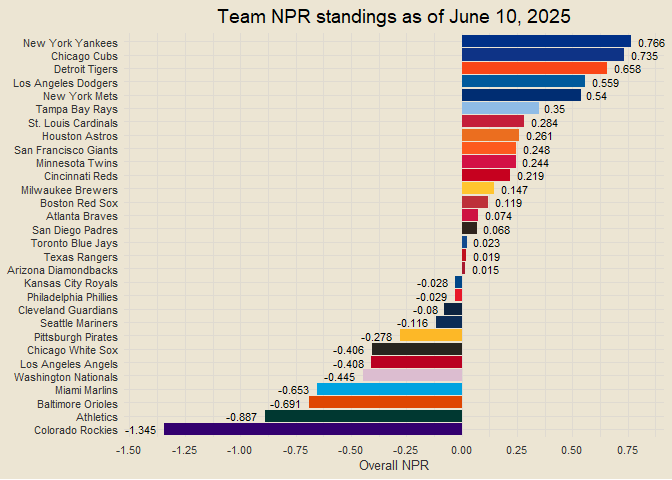 Team NPR standings as of June 10, 2025
New York Yankees 0.766
Chicago Cubs 0.735
Detroit Tigers 0.658
Los Angeles Dodgers 0.559
New York Mets 0.54
Tampa Bay Rays 0.35
St. Louis Cardinals 0.284
Houston Astros 0.261
San Francisco Giants 0.248
Minnesota Twins 0.244
Cincinnati Reds 0.219
Milwaukee Brewers 0.147
Boston Red Sox 0.119
Atlanta Braves 0.074
San Diego Padres 0.068
Toronto Blue Jays 0.023
Texas Rangers 0.019
Arizona Diamondbacks 0.015
Kansas City Royals -0.028
Philadelphia Phillies -0.029
Cleveland Guardians -0.08
Seattle Mariners -0.116
Pittsburgh Pirates -0.278
Chicago White Sox -0.406
Los Angeles Angels -0.408
Washington Nationals -0.445
Miami Marlins -0.653
Baltimore Orioles -0.691
Athletics -0.887
Colorado Rockies -1.345
-1.50 -1.25 -1.00 -0.75 -0.50 -0.25 0.00 0.25 0.50 0.75
Overall NPR